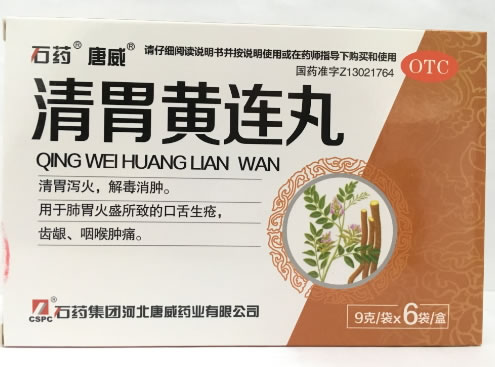 石药® 唐威®
请仔细阅读说明书并按说明使用或在药师指导下购买和使用
国药准字Z13021764
OTC
清胃黄连丸
QING WEI HUANG LIAN WAN
清胃泻火，解毒消肿。
用于肺胃火盛所致的口舌生疮，
齿龈、咽喉肿痛。
CSPC 石药集团河北唐威药业有限公司
9克/袋x6袋/盒